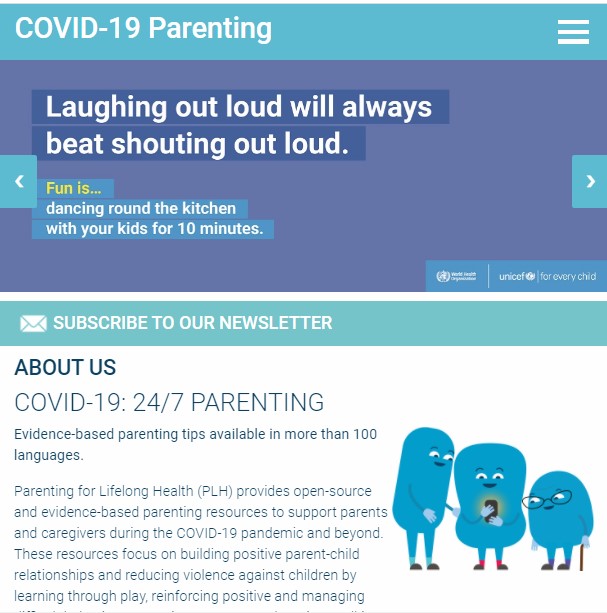 COVID-19 Parenting
Laughing out loud will always
beat shouting out loud.
Fun is...
dancing round the kitchen
with your kids for 10 minutes.
World Health
Organization
unicef | for every child
SUBSCRIBE TO OUR NEWSLETTER
ABOUT US
COVID-19: 24/7 PARENTING
Evidence-based parenting tips available in more than 100
languages.
Parenting for Lifelong Health (PLH) provides open-source
and evidence-based parenting resources to support parents
and caregivers during the COVID-19 pandemic and beyond.
These resources focus on building positive parent-child
relationships and reducing violence against children by
learning through play, reinforcing positive and managing